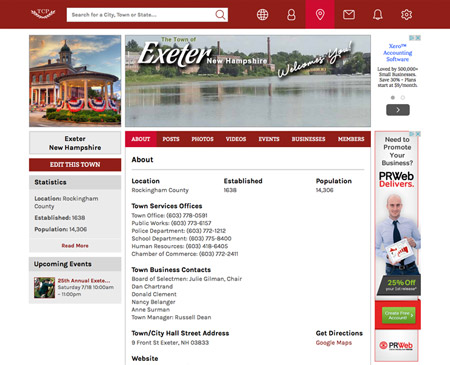 TCP
Search for a City, Town or State....
The Town of
Exeter
New Hampshire
Welcomes You!
Xero™
Accounting
Software
Loved by 300,000+
Small Businesses.
Save 30% - Plans
start at $9/month.
Exeter
New Hampshire
EDIT THIS TOWN
Statistics
Location: Rockingham
County
Established: 1638
Population: 14,306
Read More
Upcoming Events
25th Annual Exete...
Saturday 7/18 10:00am
- 11:00pm
ABOUT POSTS PHOTOS VIDEOS EVENTS BUSINESSES MEMBERS
About
Location Established Population
Rockingham County 1638 14,306
Town Services Offices
Town Office: (603) 778-0591
Public Works: (603) 773-6157
Police Department: (603) 772-1212
School Department: (603) 775-8400
Human Resources: (603) 418-6405
Chamber of Commerce: (603) 772-2411
Town Business Contacts
Board of Selectmen: Julie Gilman, Chair
Dan Chartrand
Donald Clement
Nancy Belanger
Anne Surman
Town Manager: Russell Dean
Town/City Hall Street Address Get Directions
9 Front St Exeter, NH 03833 Google Maps
Website
Need to
Promote
Your
Business?
PRWeb
Delivers.
25% Off
your 1st release*
Create Free
Account!
PRWeb